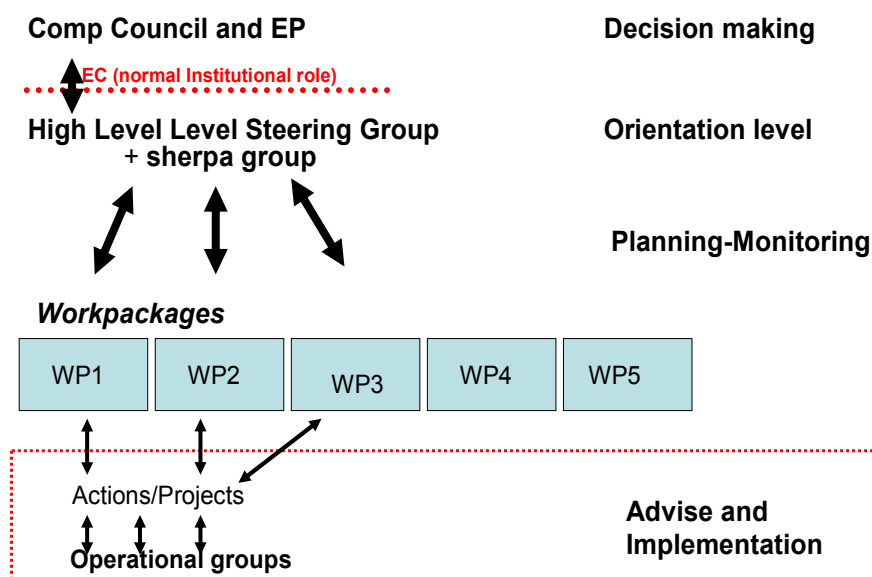 Comp Council and EP
Decision making
EC (normal Institutional role)
High Level Level Steering Group
+ sherpa group
Orientation level
Planning-Monitoring
Workpackages
WP1
WP2
WP3
WP4
WP5
Actions/Projects
Operational groups
Advise and
Implementation